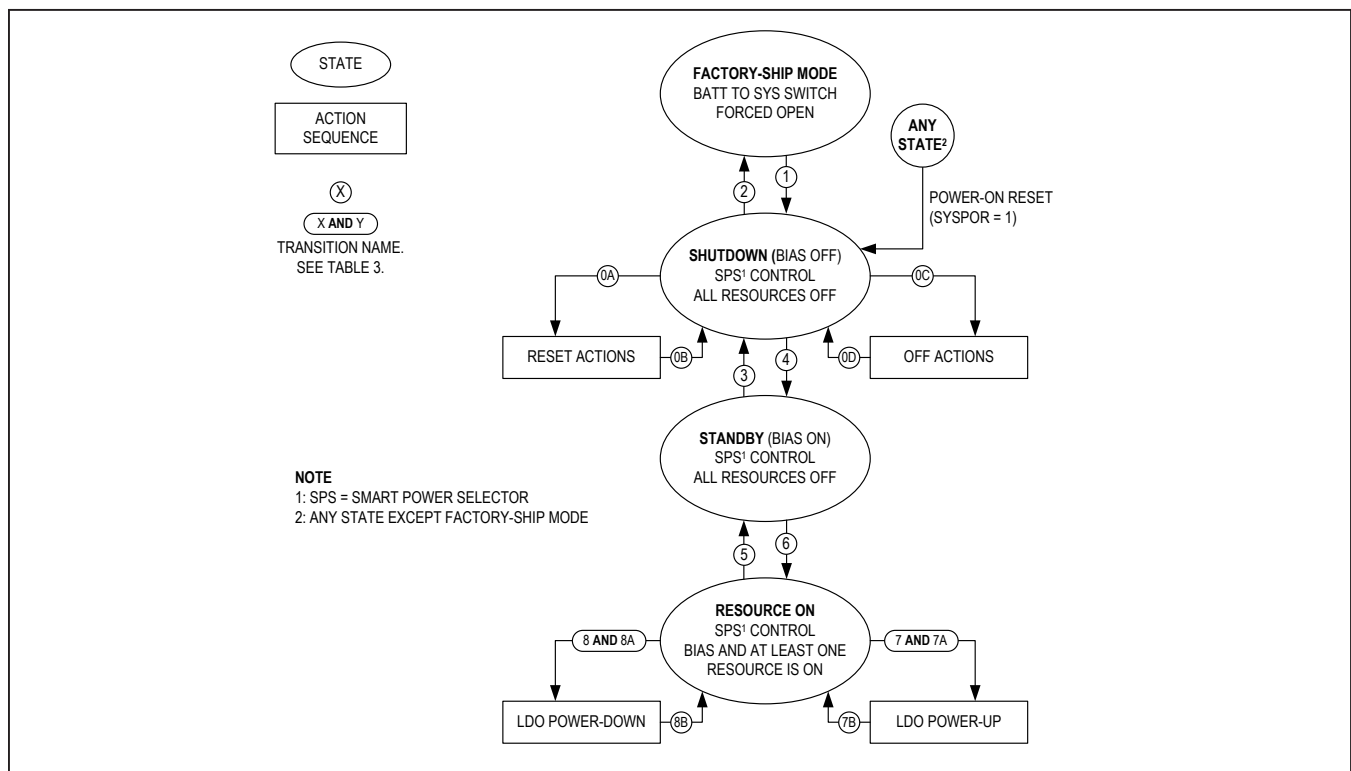 STATE
ACTION
SEQUENCE
X
X AND Y
TRANSITION NAME.
SEE TABLE 3.
FACTORY-SHIP MODE
BATT TO SYS SWITCH
FORCED OPEN
ANY
STATE²
POWER-ON RESET
(SYSPOR = 1)
2
1
SHUTDOWN (BIAS OFF)
SPS¹ CONTROL
ALL RESOURCES OFF
0A
0C
RESET ACTIONS
0B
0D
OFF ACTIONS
3
4
STANDBY (BIAS ON)
SPS¹ CONTROL
ALL RESOURCES OFF
NOTE
1: SPS = SMART POWER SELECTOR
2: ANY STATE EXCEPT FACTORY-SHIP MODE
5
6
RESOURCE ON
SPS¹ CONTROL
BIAS AND AT LEAST ONE
RESOURCE IS ON
8 AND 8A
7 AND 7A
LDO POWER-DOWN
8B
7B
LDO POWER-UP